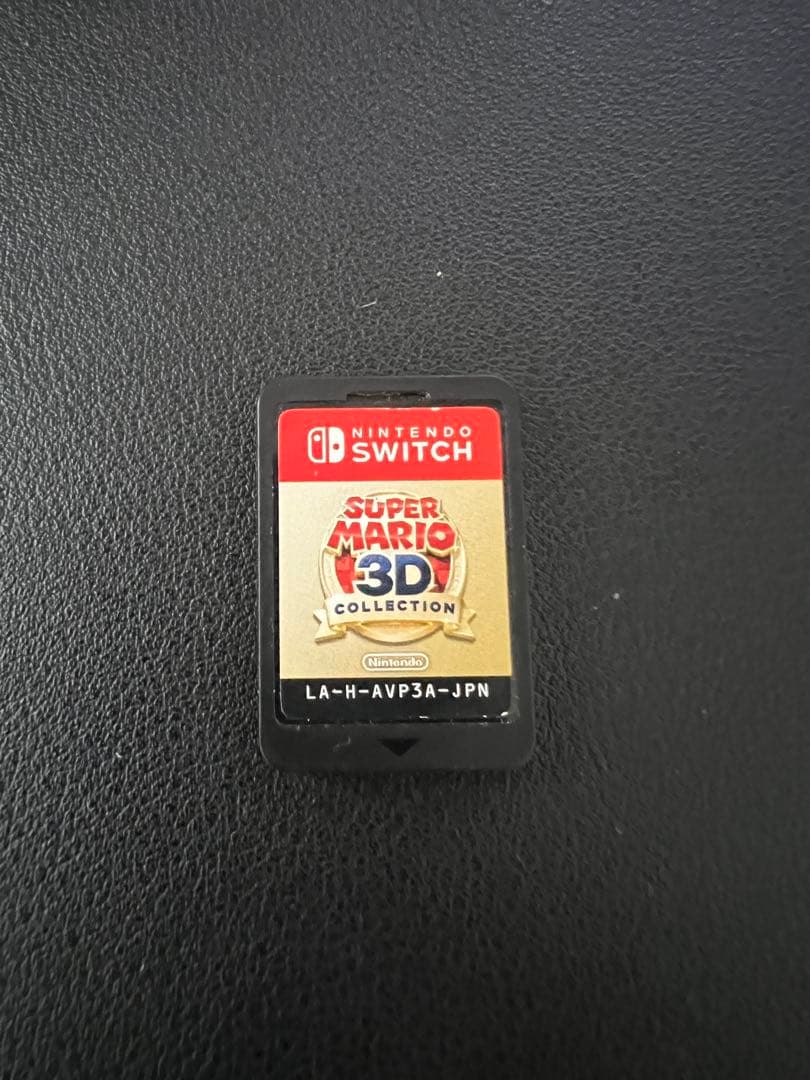 NINTENDO
SWITCH
SUPER
MARIO
3D
COLLECTION
Nintendo
LA-H-AVP3A-JPN